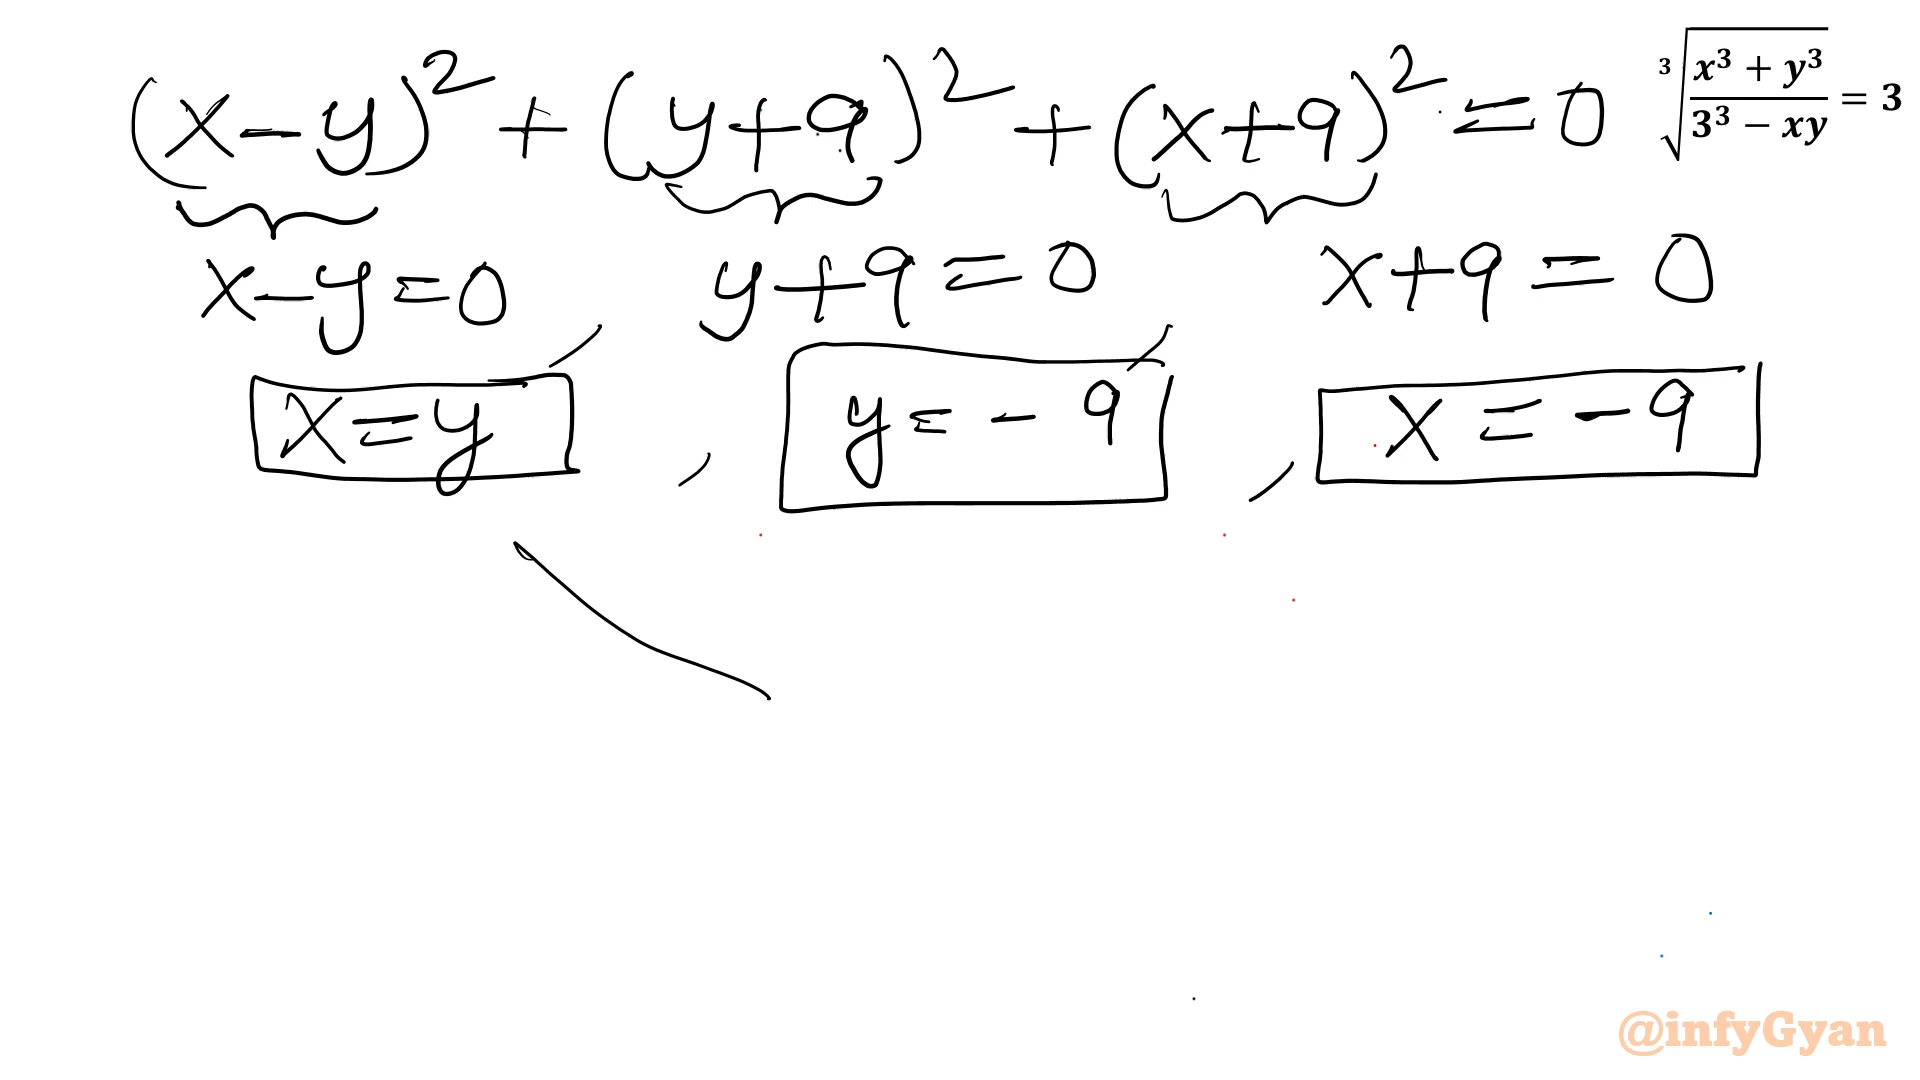 (x-y)² + (y+9)² + (x+9)² = 0
∛((x³ + y³)/(3³ − xy)) = 3
x-y=0, y+9=0, x+9=0
x=y, y=-9, x=-9
@infyGyan